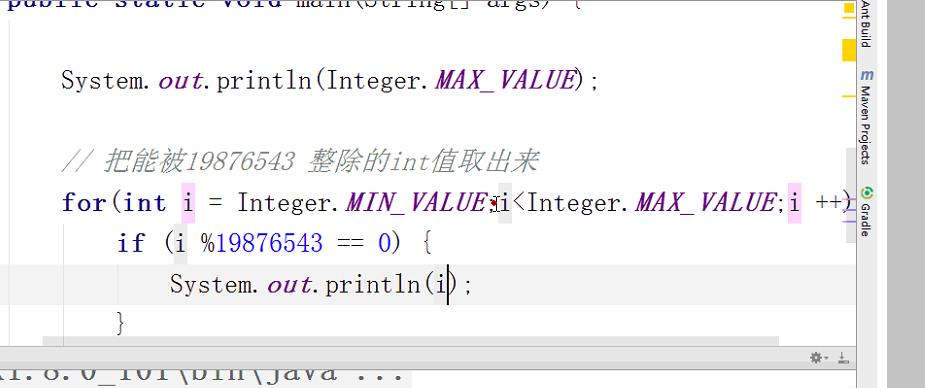 public static void main(String[] args) {
System.out.println(Integer.MAX_VALUE);
// 把能被19876543 整除的int值取出来
for(int i = Integer.MIN_VALUE;i<Integer.MAX_VALUE;i ++)
if (i %19876543 == 0) {
System.out.println(i);
}
1.8.0_101\bin\java ...
Ant Build
Maven Projects
Gradle